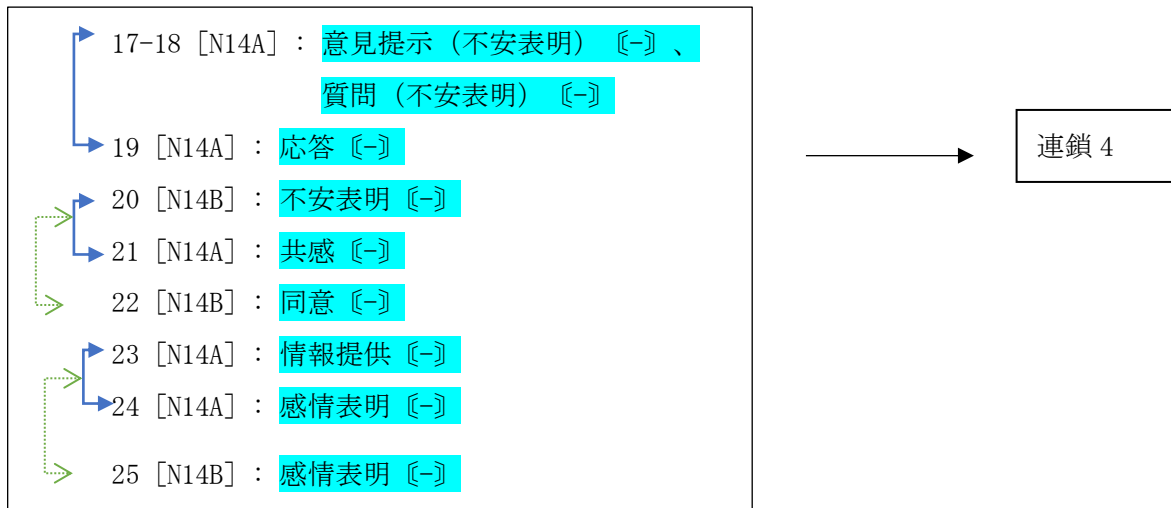 17-18 [N14A] : 意見提示（不安表明）〔-〕、
質問（不安表明）〔-〕
19 [N14A] : 応答〔-〕
20 [N14B] : 不安表明〔-〕
21 [N14A] : 共感〔-〕
22 [N14B] : 同意〔-〕
23 [N14A] : 情報提供〔-〕
24 [N14A] : 感情表明〔-〕
25 [N14B] : 感情表明〔-〕
連鎖 4